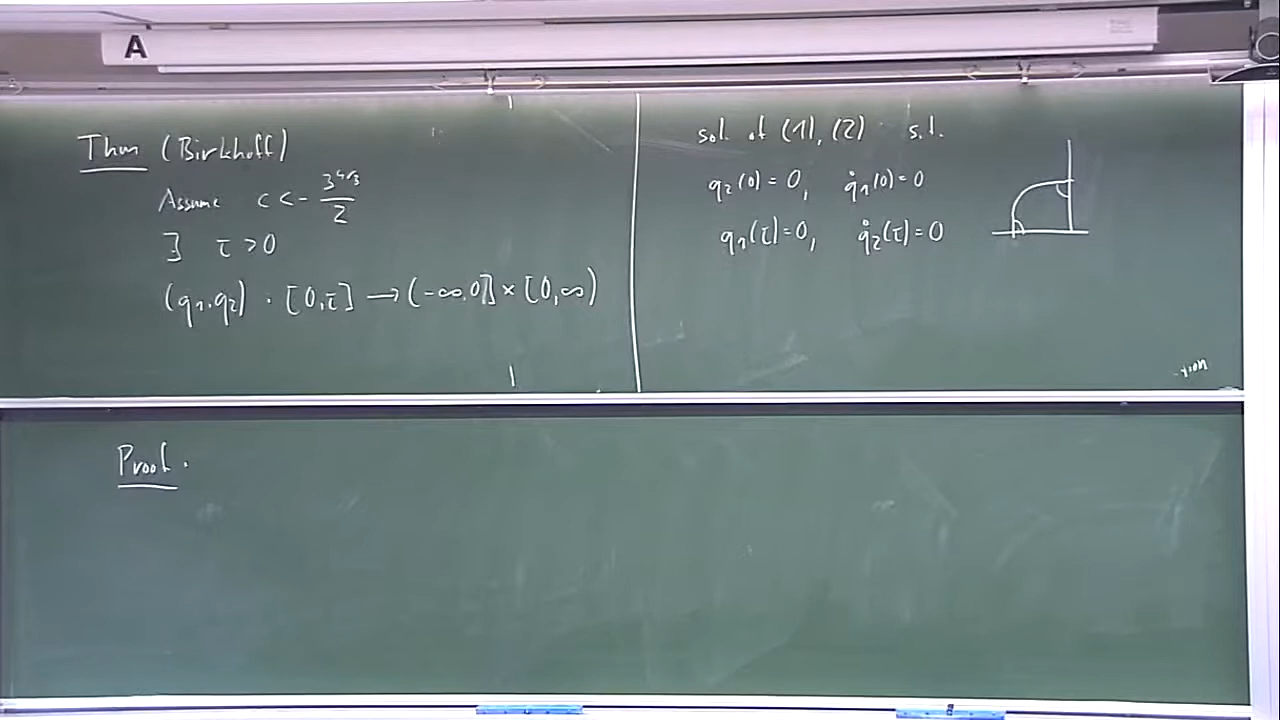 A
Thm (Birkhoff)
Assume c < - 3^{4/3} / 2
∃ τ > 0
(q₁, q₂) : [0, τ] → (-∞, 0] × [0, ∞)
sol. of (1), (2) s.t.
q₂(0) = 0, q̇₁(0) = 0
q₁(τ) = 0, q̇₂(τ) = 0
Proof.